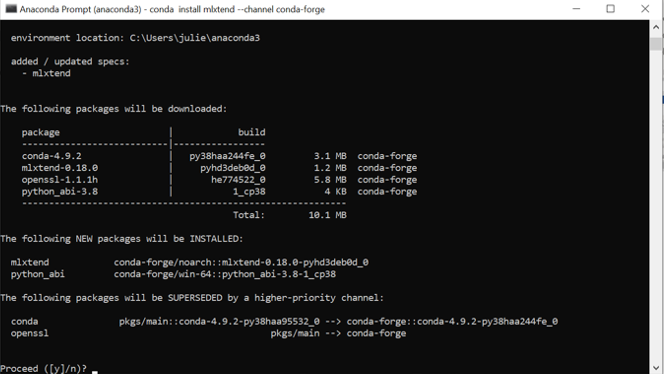 Anaconda Prompt (anaconda3) - conda install mlxtend --channel conda-forge
environment location: C:\Users\julie\anaconda3
added / updated specs:
- mlxtend
The following packages will be downloaded:
package | build
---------------------------|-----------------
conda-4.9.2 | py38haa244fe_0 3.1 MB conda-forge
mlxtend-0.18.0 | pyhd3deb0d_0 1.2 MB conda-forge
openssl-1.1.1h | he774522_0 5.8 MB conda-forge
python_abi-3.8 | 1_cp38 4 KB conda-forge
------------------------------------------------------------
Total: 10.1 MB
The following NEW packages will be INSTALLED:
mlxtend conda-forge/noarch::mlxtend-0.18.0-pyhd3deb0d_0
python_abi conda-forge/win-64::python_abi-3.8-1_cp38
The following packages will be SUPERSEDED by a higher-priority channel:
conda pkgs/main::conda-4.9.2-py38haa95532_0 --> conda-forge::conda-4.9.2-py38haa244fe_0
openssl pkgs/main --> conda-forge
Proceed ([y]/n)?